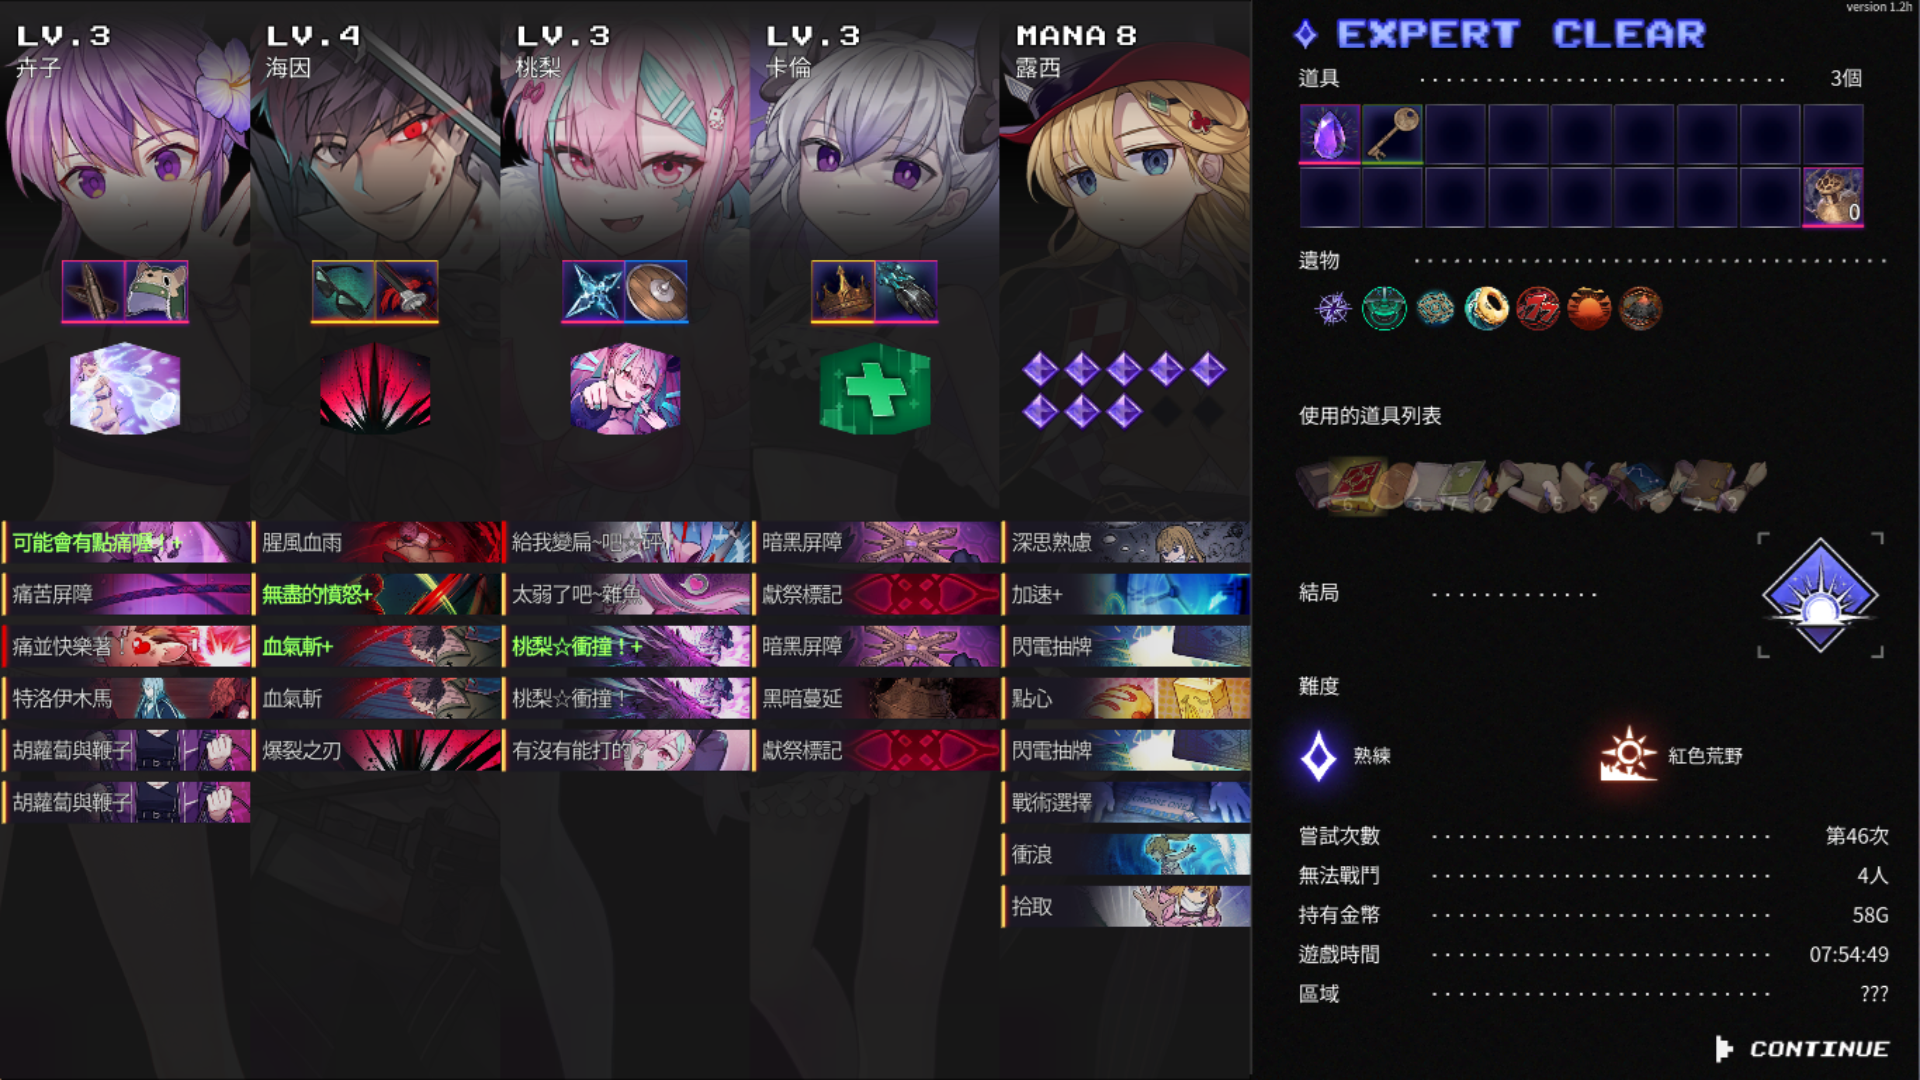 version 1.2h
LV.3
卉子
LV.4
海因
LV.3
桃梨
LV.3
卡倫
MANA 8
露西
可能會有點痛喔！+
痛苦屏障
痛並快樂著！
特洛伊木馬
胡蘿蔔與鞭子
胡蘿蔔與鞭子
腥風血雨
無盡的憤怒+
血氣斬+
血氣斬
爆裂之刃
給我變扁~吧☆砰
太弱了吧~雜魚
桃梨☆衝撞！+
桃梨☆衝撞！
有沒有能打的？
暗黑屏障
獻祭標記
暗黑屏障
黑暗蔓延
獻祭標記
深思熟慮
加速+
閃電抽牌
點心
閃電抽牌
戰術選擇
衝浪
拾取
EXPERT CLEAR
道具 3個
0
遺物
使用的道具列表
結局
難度
熟練
紅色荒野
嘗試次數 第46次
無法戰鬥 4人
持有金幣 58G
遊戲時間 07:54:49
區域 ???
CONTINUE